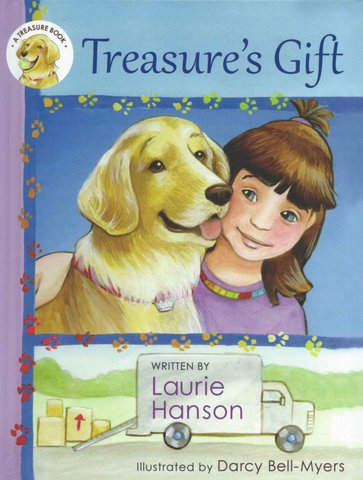 A TREASURE BOOK
Treasure's Gift
WRITTEN BY
Laurie
Hanson
Illustrated by Darcy Bell-Myers